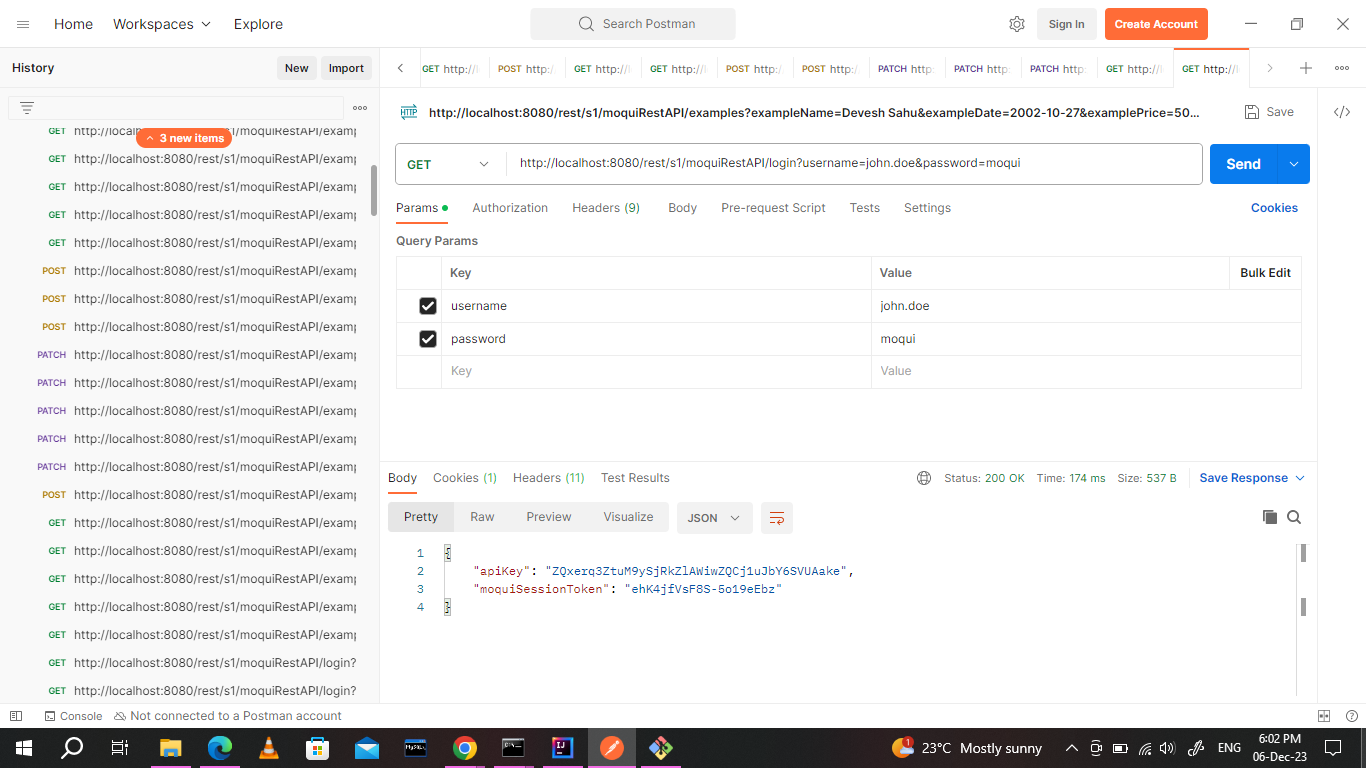 Home Workspaces Explore Search Postman Sign In Create Account
History New Import
GET http://l POST http:/ GET http://l GET http://l POST http:/ POST http:/ PATCH http: PATCH http: PATCH http: GET http://l GET http://l
HTTP http://localhost:8080/rest/s1/moquiRestAPI/examples?exampleName=Devesh Sahu&exampleDate=2002-10-27&examplePrice=50... Save
GET http://localhost:8080/rest/s1/moquiRestAPI/examp
3 new items
GET http://localhost:8080/rest/s1/moquiRestAPI/examp
GET http://localhost:8080/rest/s1/moquiRestAPI/examp
GET http://localhost:8080/rest/s1/moquiRestAPI/examp
GET http://localhost:8080/rest/s1/moquiRestAPI/examp
POST http://localhost:8080/rest/s1/moquiRestAPI/examp
POST http://localhost:8080/rest/s1/moquiRestAPI/examp
POST http://localhost:8080/rest/s1/moquiRestAPI/examp
PATCH http://localhost:8080/rest/s1/moquiRestAPI/examp
PATCH http://localhost:8080/rest/s1/moquiRestAPI/examp
PATCH http://localhost:8080/rest/s1/moquiRestAPI/examp
PATCH http://localhost:8080/rest/s1/moquiRestAPI/examp
PATCH http://localhost:8080/rest/s1/moquiRestAPI/examp
POST http://localhost:8080/rest/s1/moquiRestAPI/examp
GET http://localhost:8080/rest/s1/moquiRestAPI/examp
GET http://localhost:8080/rest/s1/moquiRestAPI/examp
GET http://localhost:8080/rest/s1/moquiRestAPI/examp
GET http://localhost:8080/rest/s1/moquiRestAPI/examp
GET http://localhost:8080/rest/s1/moquiRestAPI/examp
GET http://localhost:8080/rest/s1/moquiRestAPI/login?
GET http://localhost:8080/rest/s1/moquiRestAPI/login?
GET http://localhost:8080/rest/s1/moquiRestAPI/login?username=john.doe&password=moqui Send
Params Authorization Headers (9) Body Pre-request Script Tests Settings Cookies
Query Params
Key Value Bulk Edit
username john.doe
password moqui
Key Value
Body Cookies (1) Headers (11) Test Results Status: 200 OK Time: 174 ms Size: 537 B Save Response
Pretty Raw Preview Visualize JSON
1 {
2 "apiKey": "ZQxerq3ZtuM9ySjRkZlAWiwZQCj1uJbY6SVUAake",
3 "moquiSessionToken": "ehK4jfVsF8S-5o19eEbz"
4 }
Console Not connected to a Postman account
1 23°C Mostly sunny ENG 6:02 PM
06-Dec-23